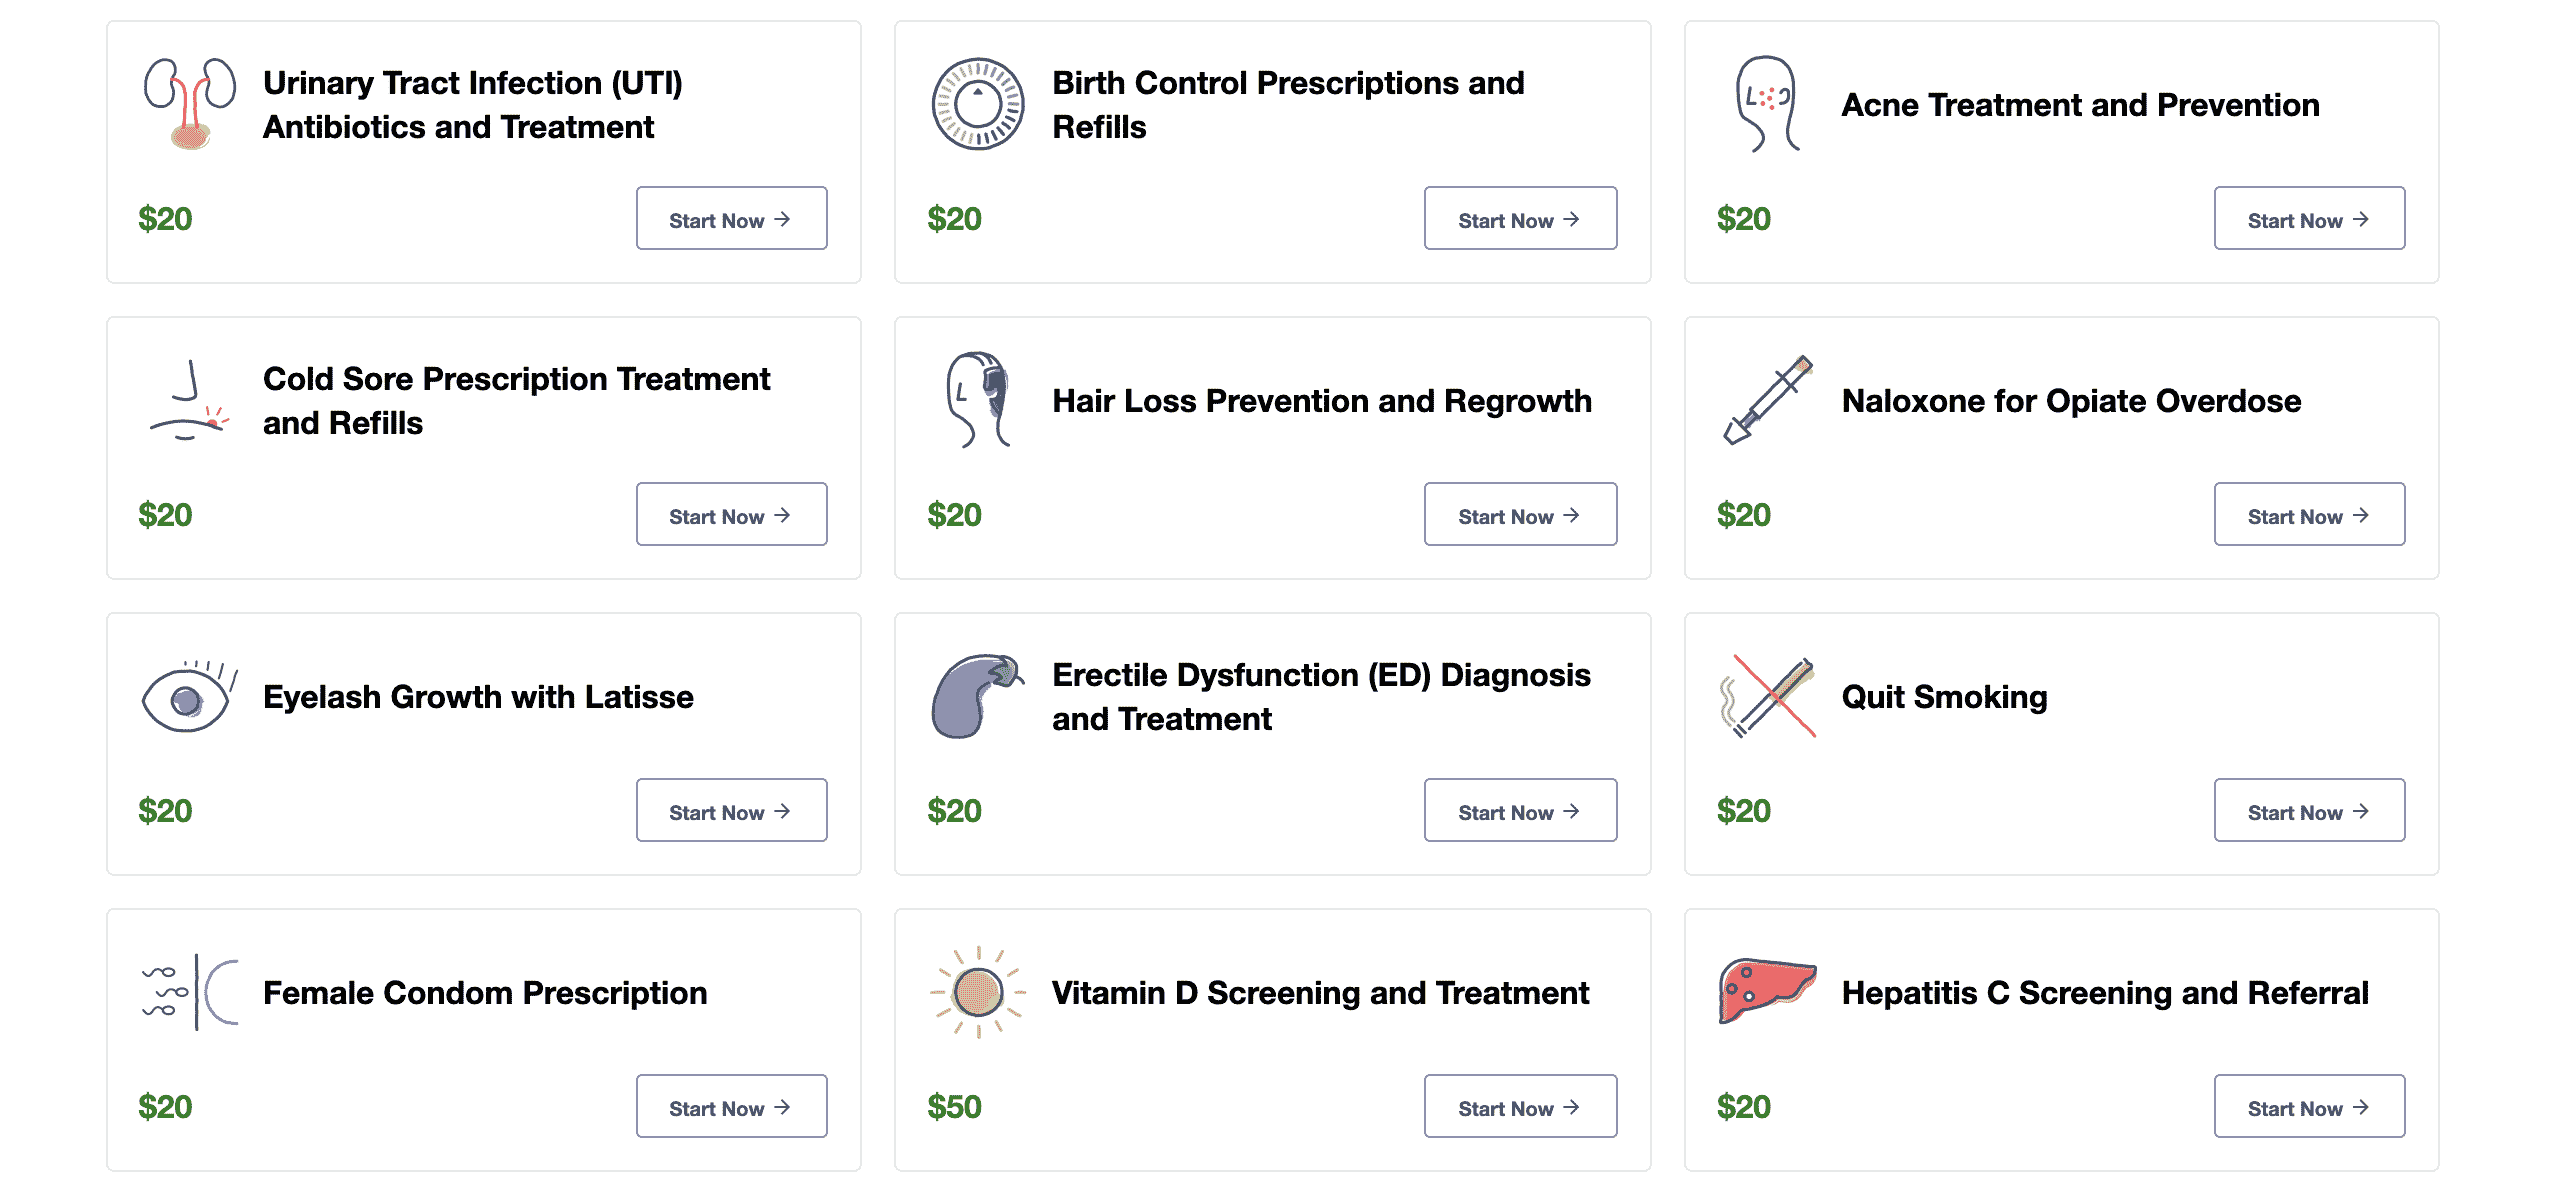 Urinary Tract Infection (UTI)
Antibiotics and Treatment
$20
Start Now →
Birth Control Prescriptions and
Refills
$20
Start Now →
Acne Treatment and Prevention
$20
Start Now →
Cold Sore Prescription Treatment
and Refills
$20
Start Now →
Hair Loss Prevention and Regrowth
$20
Start Now →
Naloxone for Opiate Overdose
$20
Start Now →
Eyelash Growth with Latisse
$20
Start Now →
Erectile Dysfunction (ED) Diagnosis
and Treatment
$20
Start Now →
Quit Smoking
$20
Start Now →
Female Condom Prescription
$20
Start Now →
Vitamin D Screening and Treatment
$50
Start Now →
Hepatitis C Screening and Referral
$20
Start Now →